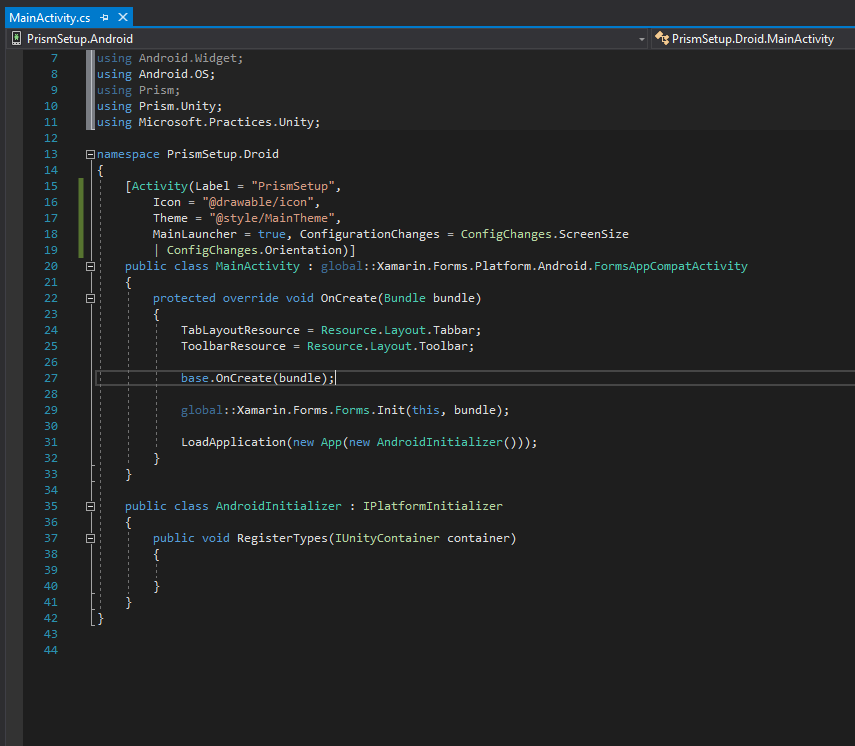 MainActivity.cs
PrismSetup.Android PrismSetup.Droid.MainActivity
7 using Android.Widget;
8 using Android.OS;
9 using Prism;
10 using Prism.Unity;
11 using Microsoft.Practices.Unity;
12
13 namespace PrismSetup.Droid
14 {
15 [Activity(Label = "PrismSetup",
16 Icon = "@drawable/icon",
17 Theme = "@style/MainTheme",
18 MainLauncher = true, ConfigurationChanges = ConfigChanges.ScreenSize
19 | ConfigChanges.Orientation)]
20 public class MainActivity : global::Xamarin.Forms.Platform.Android.FormsAppCompatActivity
21 {
22 protected override void OnCreate(Bundle bundle)
23 {
24 TabLayoutResource = Resource.Layout.Tabbar;
25 ToolbarResource = Resource.Layout.Toolbar;
26
27 base.OnCreate(bundle);
28
29 global::Xamarin.Forms.Forms.Init(this, bundle);
30
31 LoadApplication(new App(new AndroidInitializer()));
32 }
33 }
34
35 public class AndroidInitializer : IPlatformInitializer
36 {
37 public void RegisterTypes(IUnityContainer container)
38 {
39
40 }
41 }
42 }
43
44